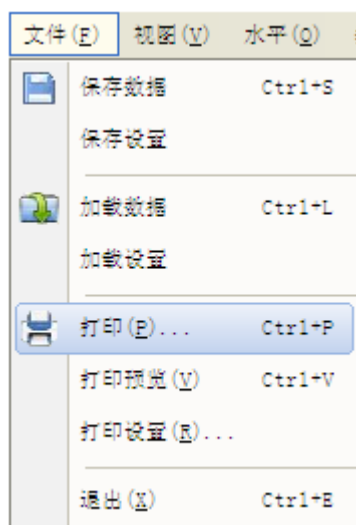 文件(F) 视图(V) 水平(O)
保存数据 Ctrl+S
保存设置
加载数据 Ctrl+L
加载设置
打印(P)... Ctrl+P
打印预览(V) Ctrl+V
打印设置(R)...
退出(X) Ctrl+E